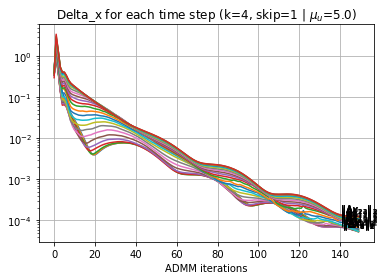 Delta_x for each time step (k=4, skip=1 | μ_u=5.0)
10⁰
10⁻¹
10⁻²
10⁻³
10⁻⁴
0 20 40 60 80 100 120 140
ADMM iterations